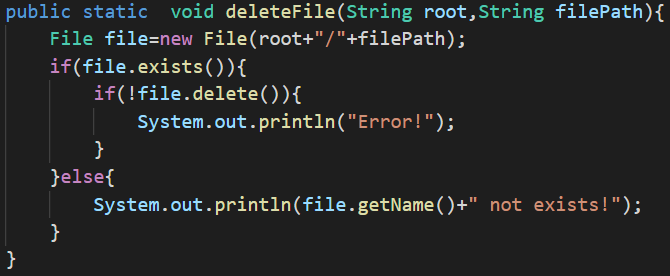 public static  void deleteFile(String root,String filePath){
    File file=new File(root+"/"+filePath);
    if(file.exists()){
        if(!file.delete()){
            System.out.println("Error!");
        }
    }else{
        System.out.println(file.getName()+" not exists!");
    }
}